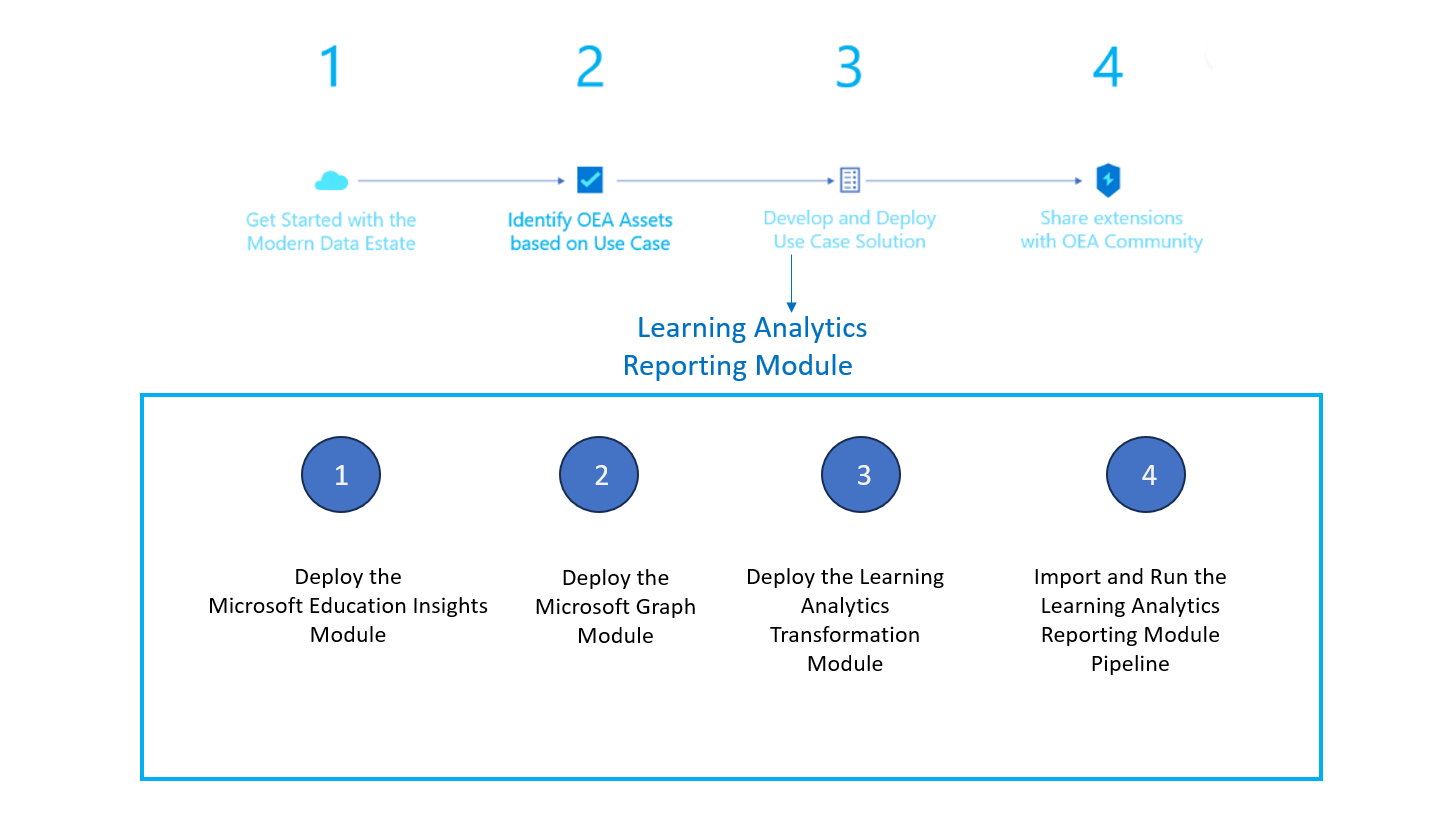 1
2
3
4
Get Started with the
Modern Data Estate
Identify OEA Assets
based on Use Case
Develop and Deploy
Use Case Solution
Share extensions
with OEA Community
Learning Analytics
Reporting Module
1
2
3
4
Deploy the
Microsoft Education Insights
Module
Deploy the
Microsoft Graph
Module
Deploy the Learning
Analytics
Transformation
Module
Import and Run the
Learning Analytics
Reporting Module
Pipeline